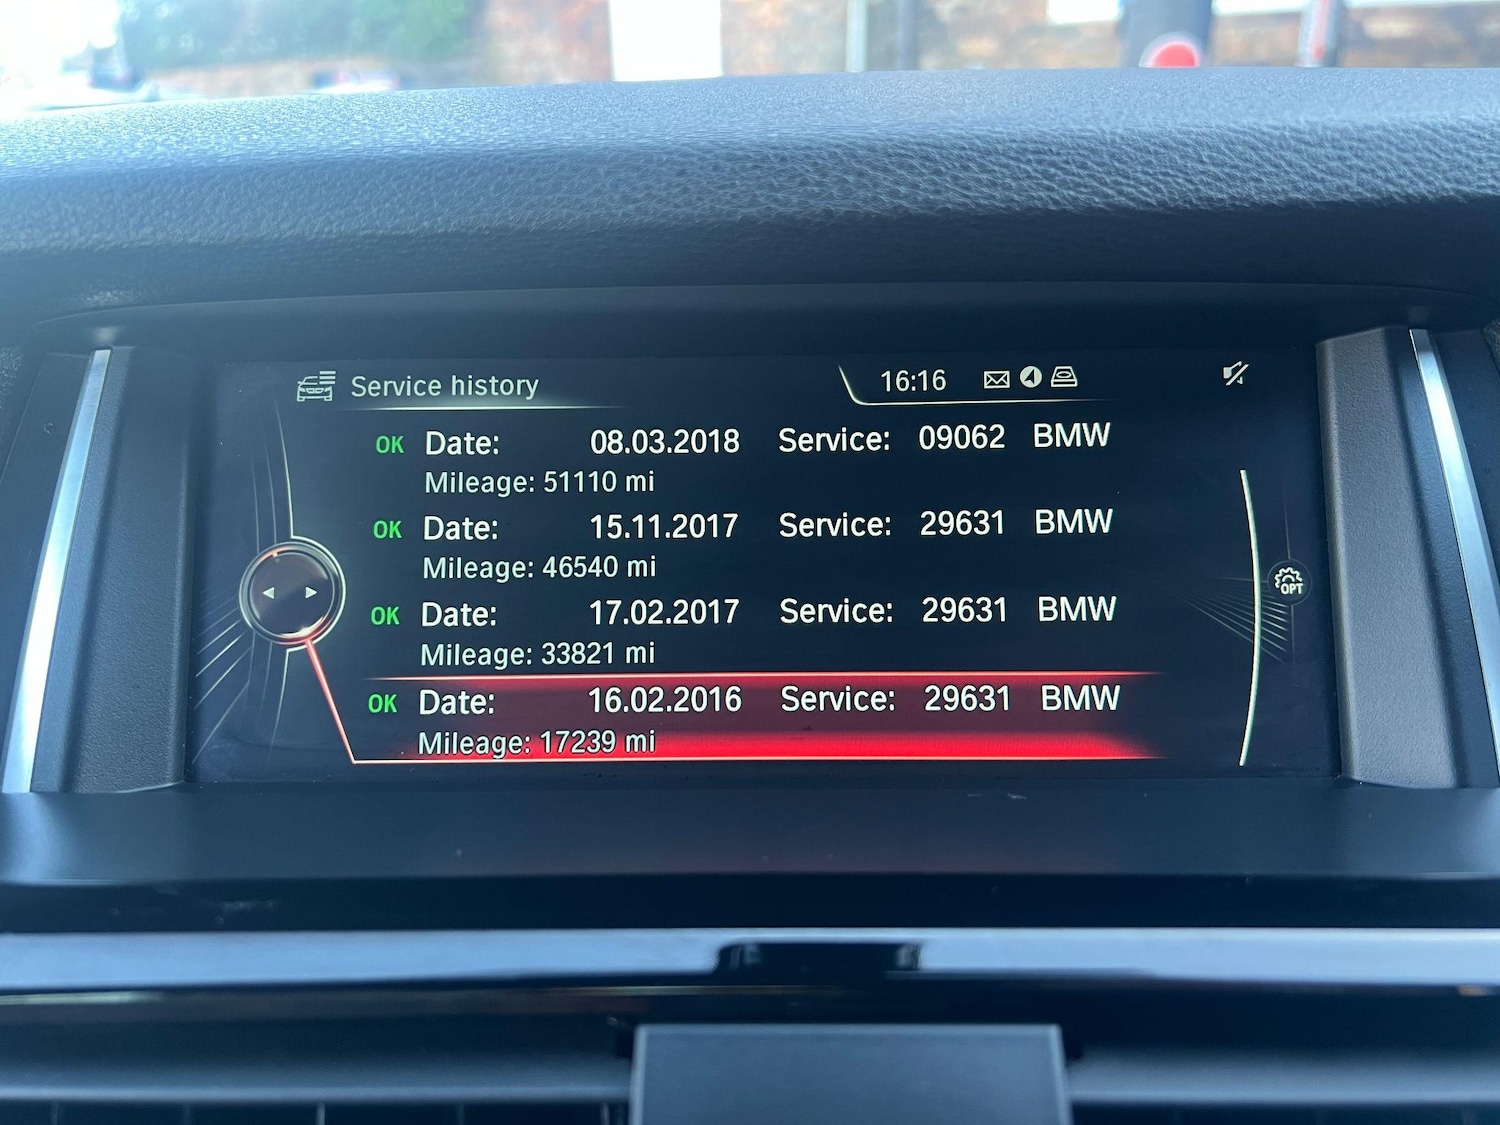 Service history 16:16
OK Date: 08.03.2018 Service: 09062 BMW
Mileage: 51110 mi
OK Date: 15.11.2017 Service: 29631 BMW
Mileage: 46540 mi
OK Date: 17.02.2017 Service: 29631 BMW
Mileage: 33821 mi
OPT
OK Date: 16.02.2016 Service: 29631 BMW
Mileage: 17239 mi